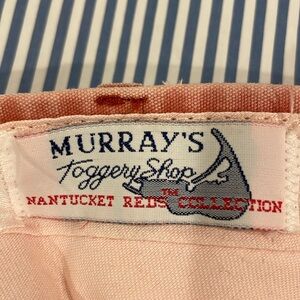 MURRAY'S
Toggery Shop
TM
NANTUCKET REDS COLLECTION